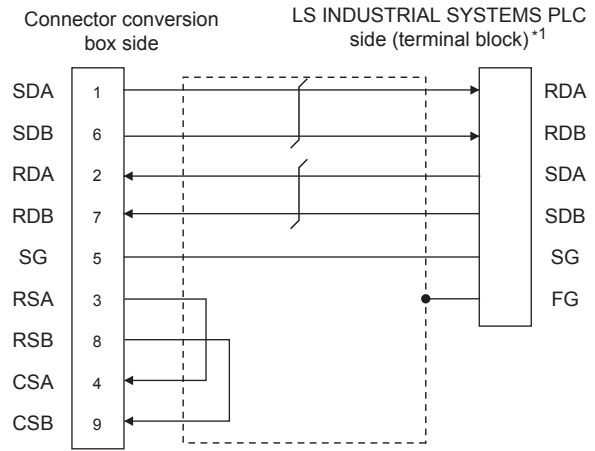 Connector conversion
box side
LS INDUSTRIAL SYSTEMS PLC
side (terminal block) *1
SDA 1 RDA
SDB 6 RDB
RDA 2 SDA
RDB 7 SDB
SG 5 SG
RSA 3 FG
RSB 8
CSA 4
CSB 9